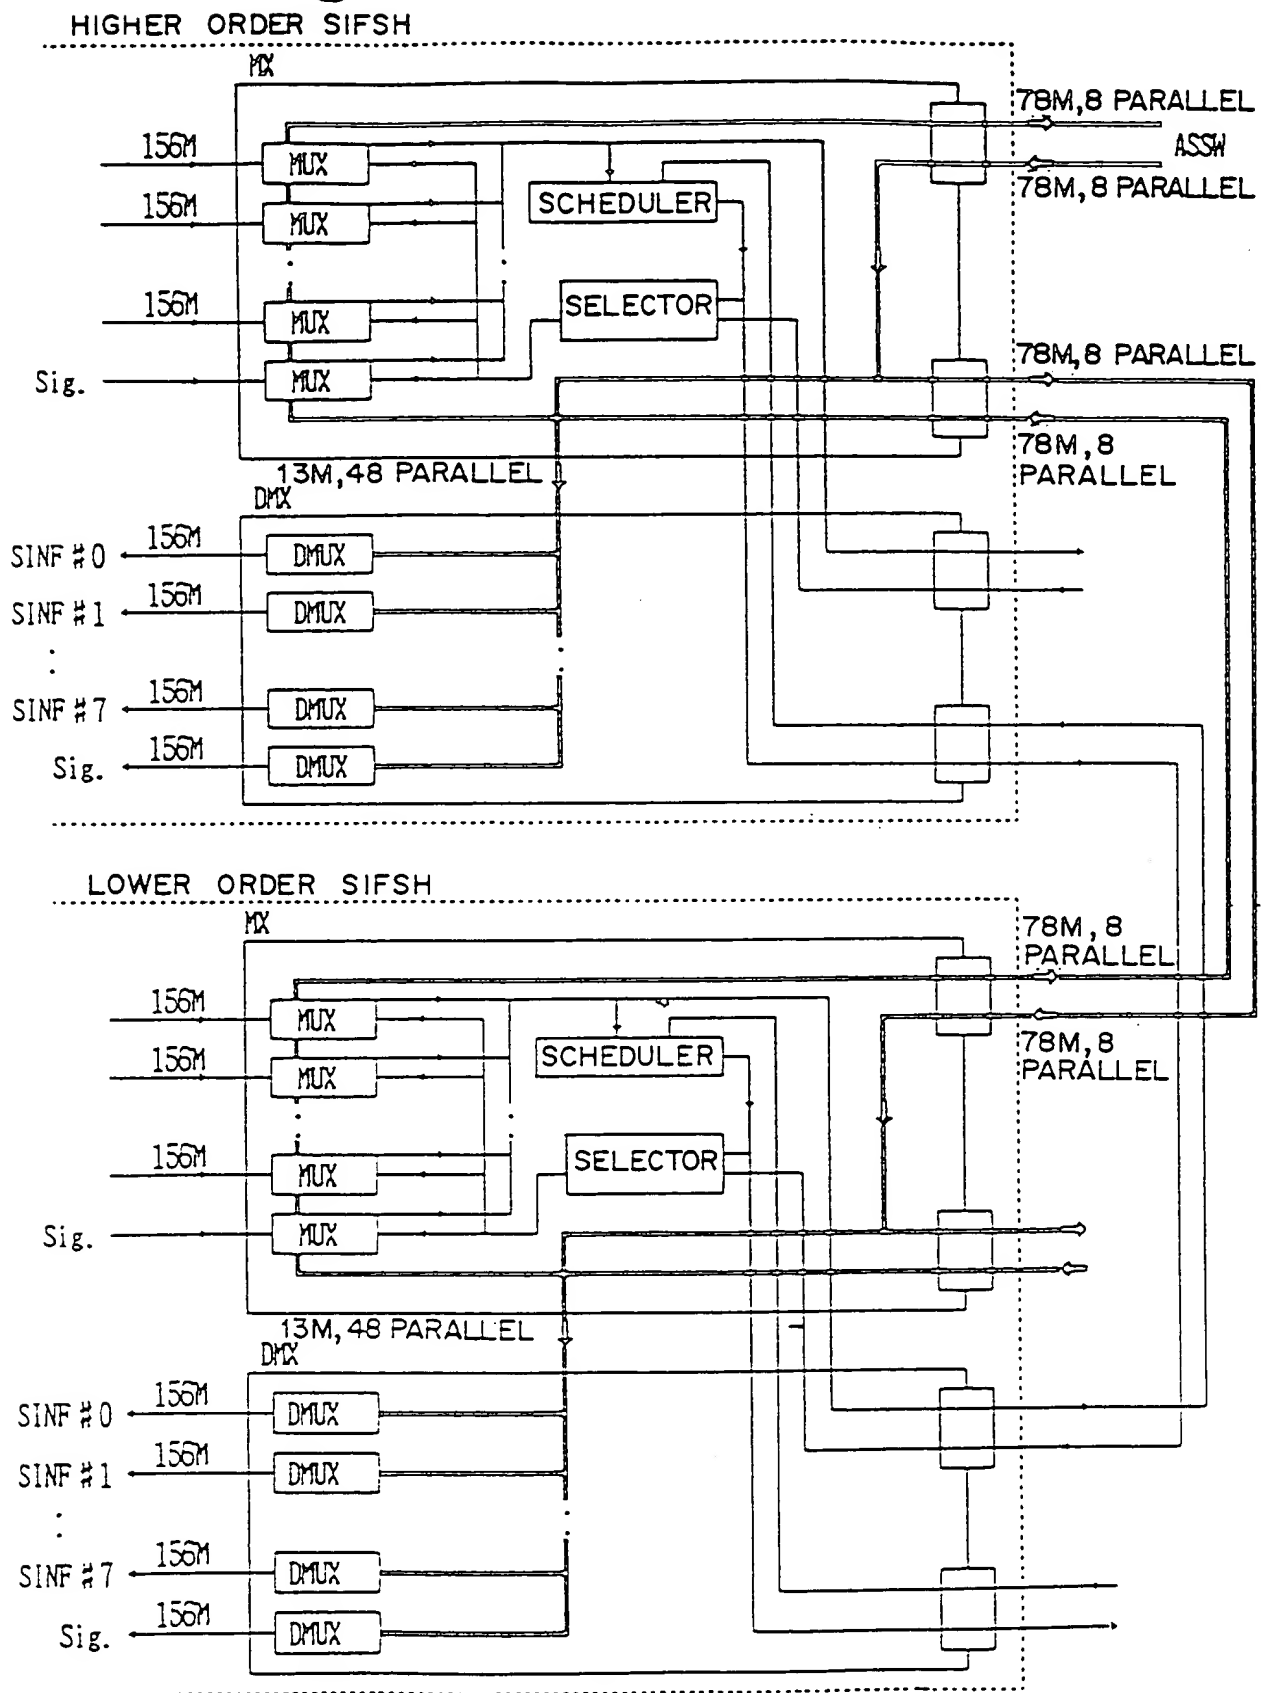 HIGHER ORDER SIFSH
MX
78M,8 PARALLEL
156M
MUX
ASSW
78M,8 PARALLEL
SCHEDULER
156M
MUX
SELECTOR
156M
MUX
78M,8 PARALLEL
Sig.
MUX
78M,8
PARALLEL
13M,48 PARALLEL
DMX
SINF #0
156M
DMUX
SINF #1
156M
DMUX
SINF #7
156M
DMUX
Sig.
156M
DMUX
LOWER ORDER SIFSH
MX
78M,8
PARALLEL
156M
MUX
78M,8
PARALLEL
SCHEDULER
156M
MUX
156M
MUX
SELECTOR
Sig.
MUX
13M,48 PARALLEL
DMX
SINF #0
156M
DMUX
SINF #1
156M
DMUX
SINF #7
156M
DMUX
Sig.
156M
DMUX